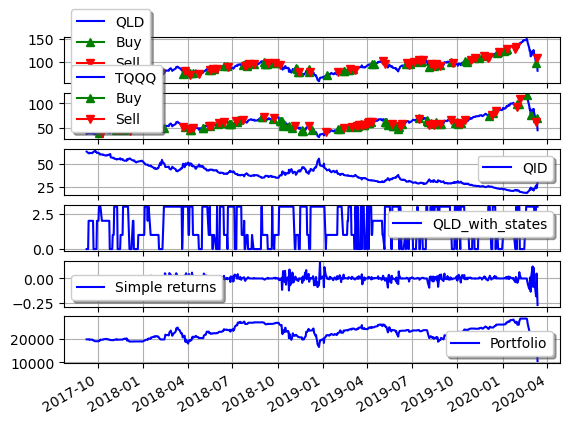 QLD
Buy
Sell
TQQQ
Buy
Sell
150
100
100
50
50
25
QID
2.5
0.0
QLD_with_states
0.00
−0.25
Simple returns
20000
10000
Portfolio
2017-10
2018-01
2018-04
2018-07
2018-10
2019-01
2019-04
2019-07
2019-10
2020-01
2020-04